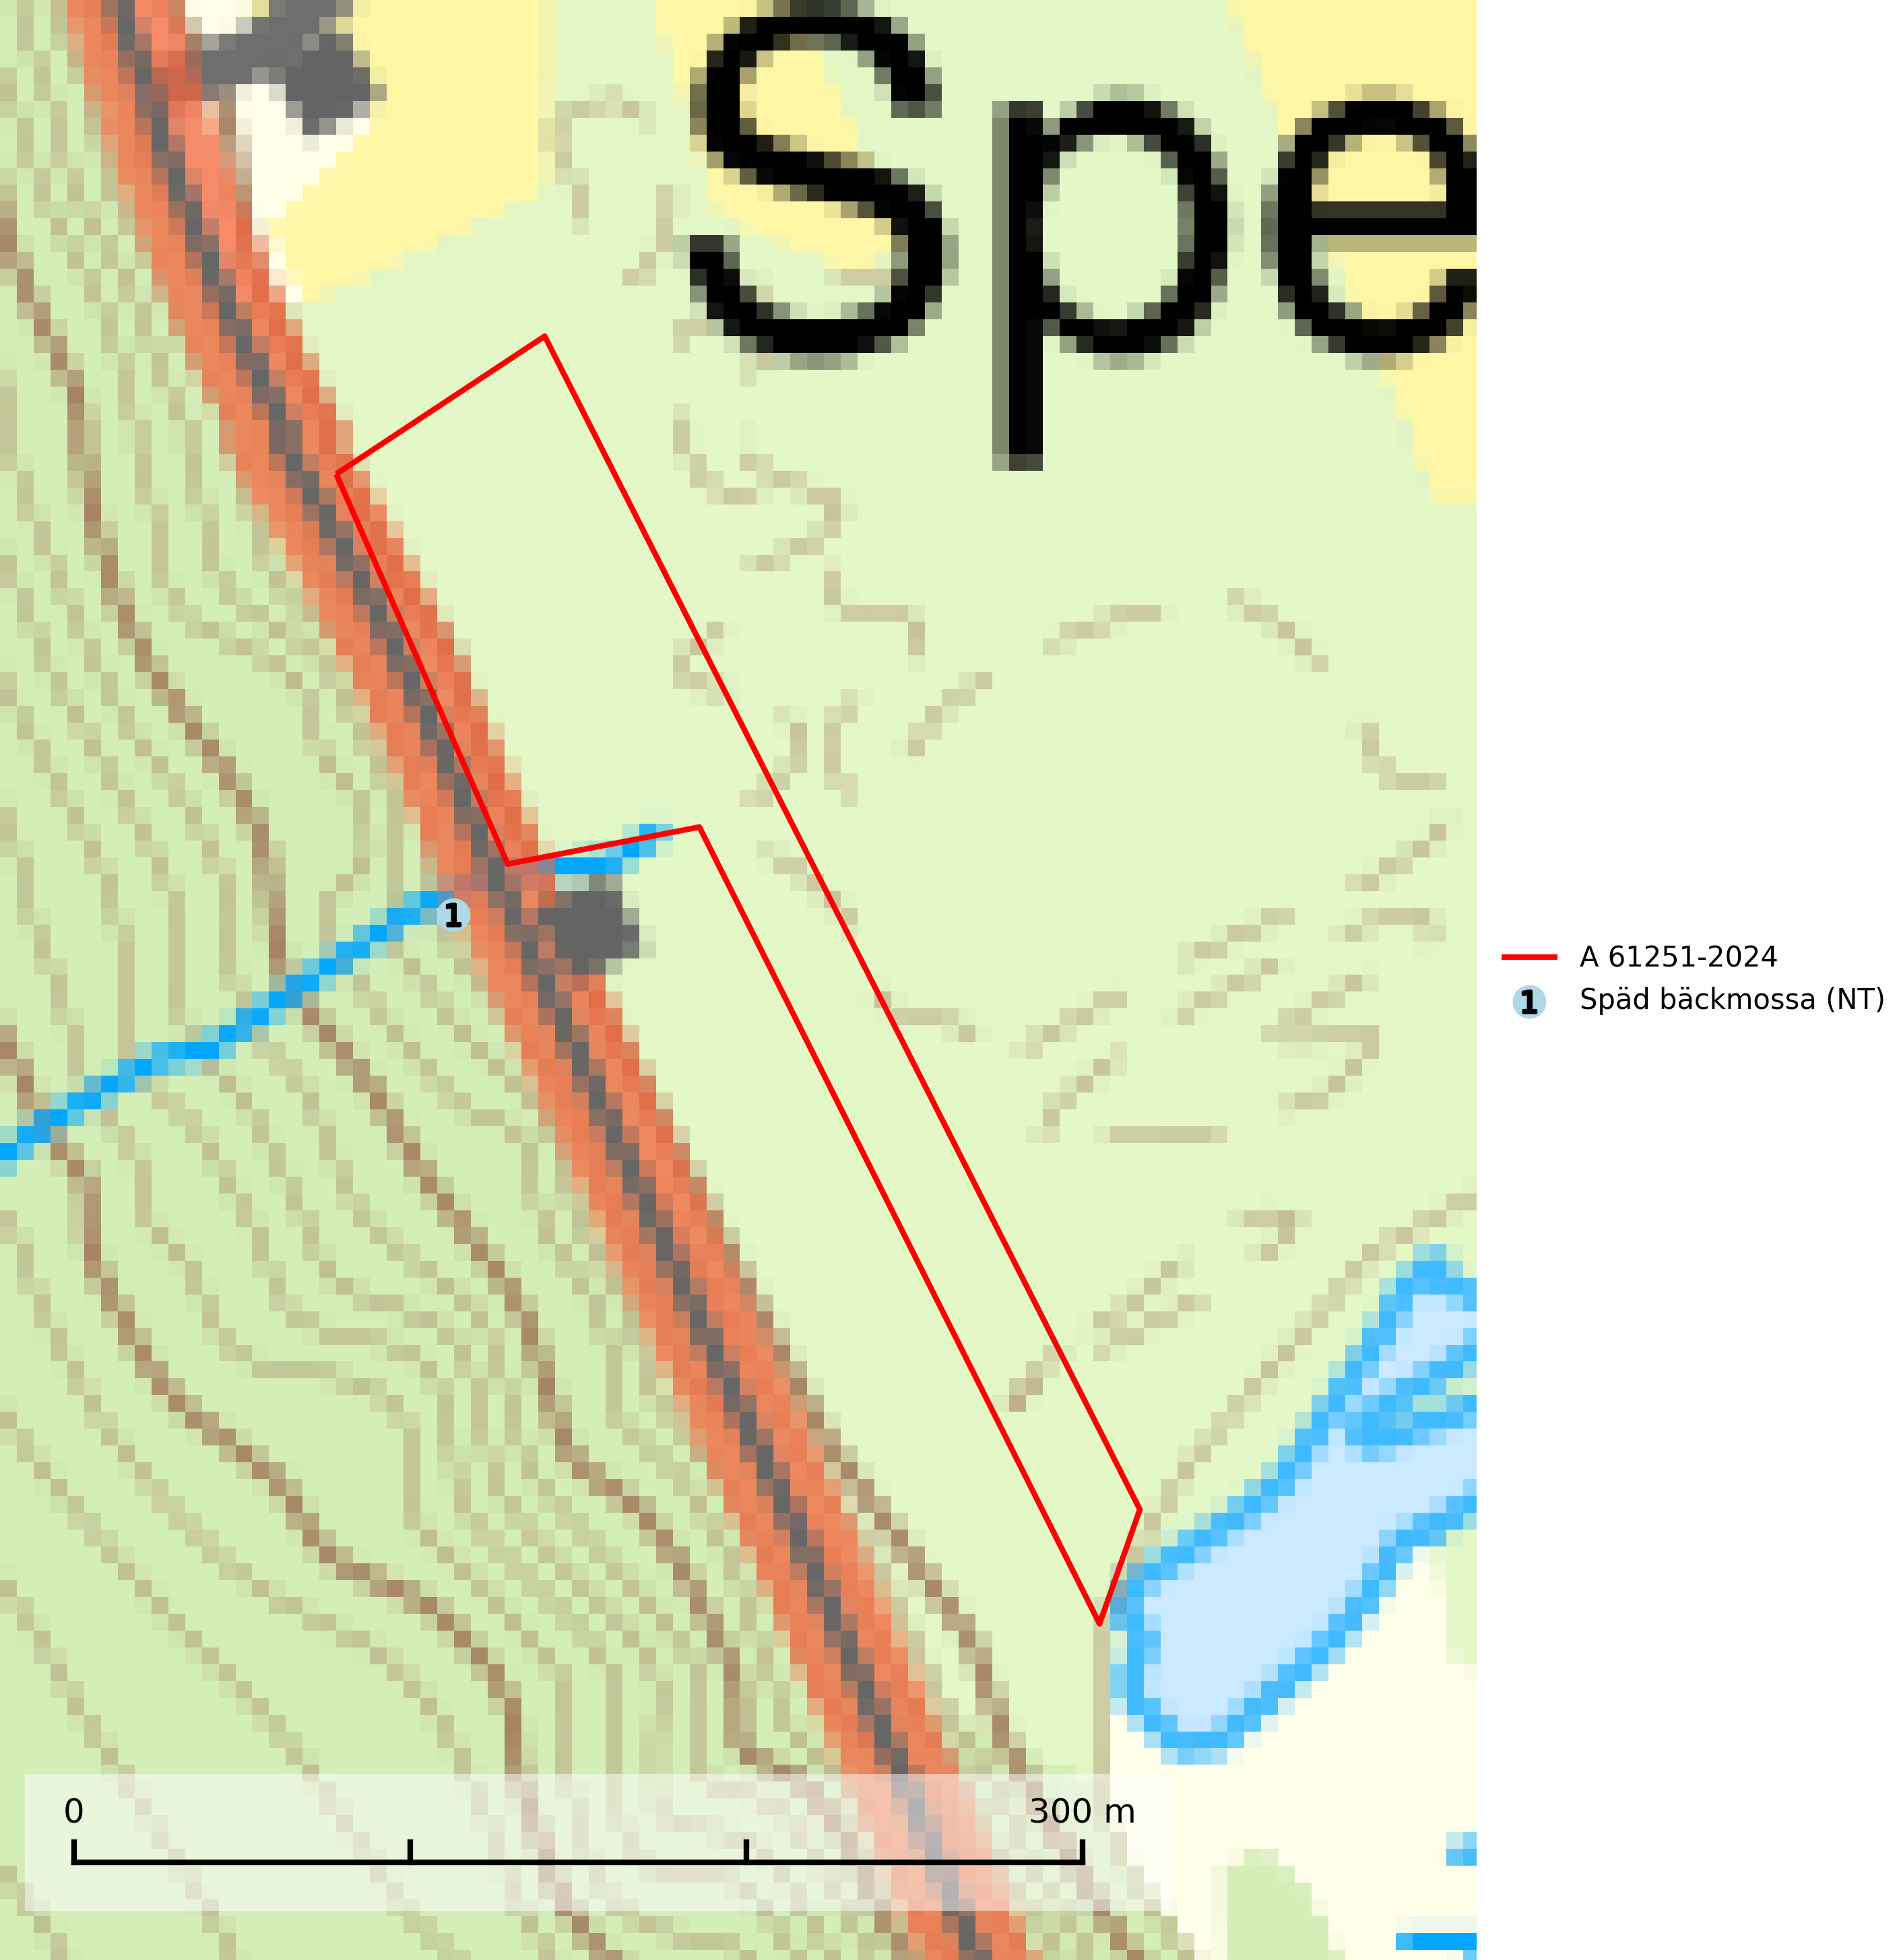 Spe
1
A 61251-2024
1 Späd bäckmossa (NT)
0 300 m